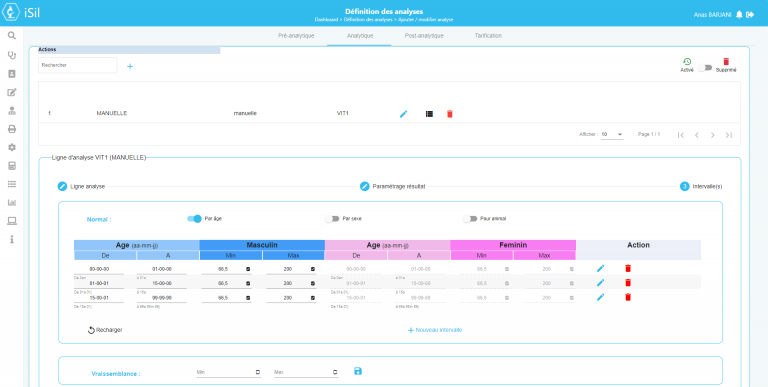 iSil
Définition des analyses
Dashboard > Définition des analyses > Ajouter / modifier analyse
Anas BARJANI
Pré-analytique Analytique Post-analytique Tarification
Actions
Rechercher
Activé Supprimé
1 MANUELLE manuelle VIT1
Afficher : 10 Page 1 / 1
Ligne d'analyse VIT1 (MANUELLE)
Ligne analyse Paramétrage résultat 3 Intervalle(s)
Normal : Par âge Par sexe Pour animal
Age (aa-mm-jj) Masculin Age (aa-mm-jj) Feminin Action
De A Min Max De A Min Max
00-00-00 01-00-00 66,5 200 00-00-00 01-00-00 66,5 200
01-00-01 15-00-00 66,5 200 01-00-01 15-00-00 66,5 200
15-00-01 99-99-99 66,5 200 15-00-01 99-99-99 66,5 200
Recharger Nouveau intervalle
Vraissemblance : Min Max